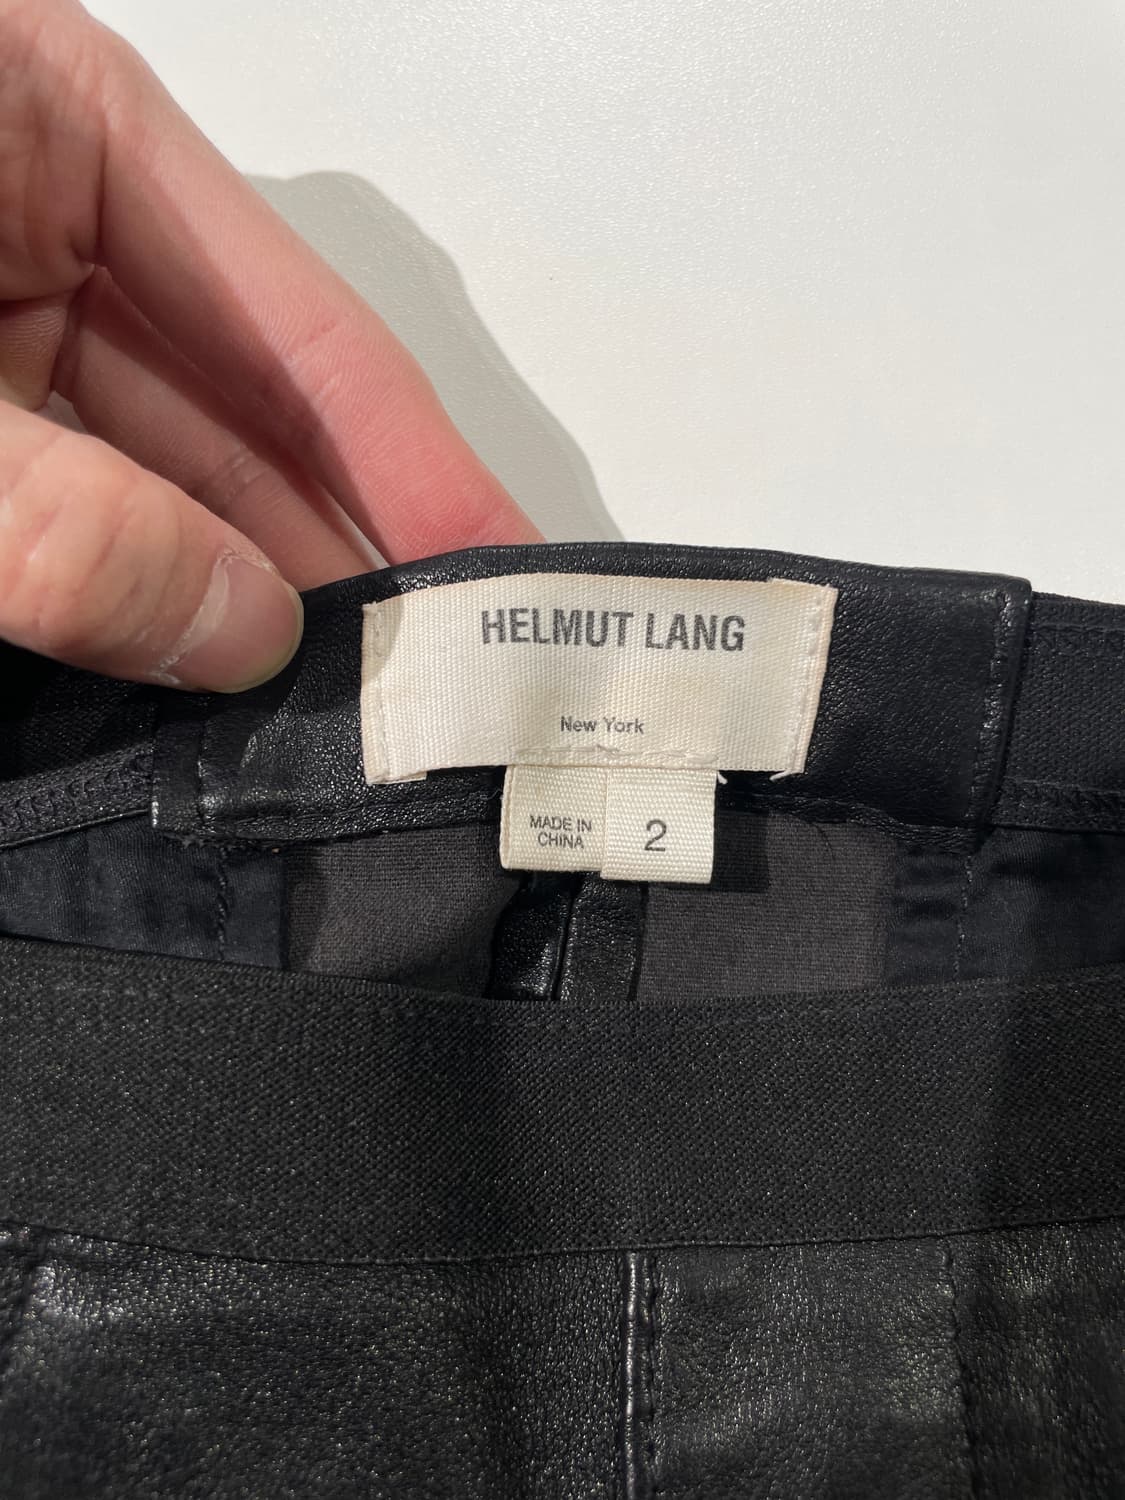 HELMUT LANG
New York
MADE IN
CHINA
2